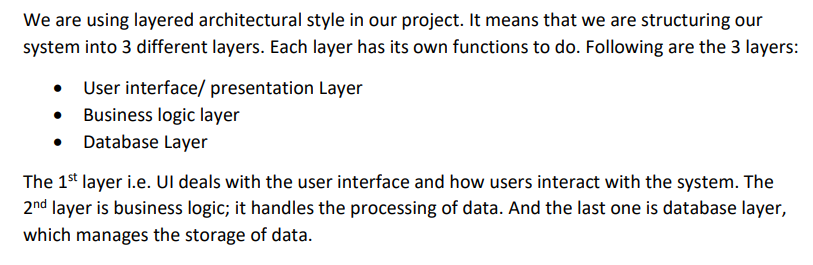 We are using layered architectural style in our project. It means that we are structuring our
system into 3 different layers. Each layer has its own functions to do. Following are the 3 layers:
• User interface/ presentation Layer
• Business logic layer
• Database Layer
The 1st layer i.e. UI deals with the user interface and how users interact with the system. The
2nd layer is business logic; it handles the processing of data. And the last one is database layer,
which manages the storage of data.